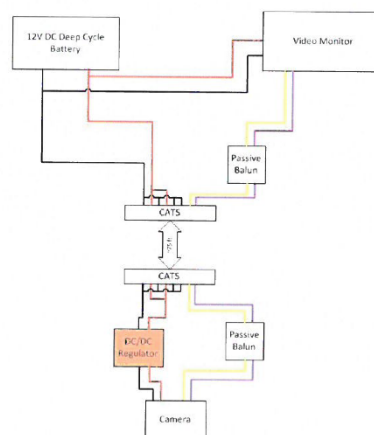 12V DC Deep Cycle
Battery
Video Monitor
Passive
Balun
CAT5
CAT5
DC/DC
Regulator
Passive
Balun
Camera